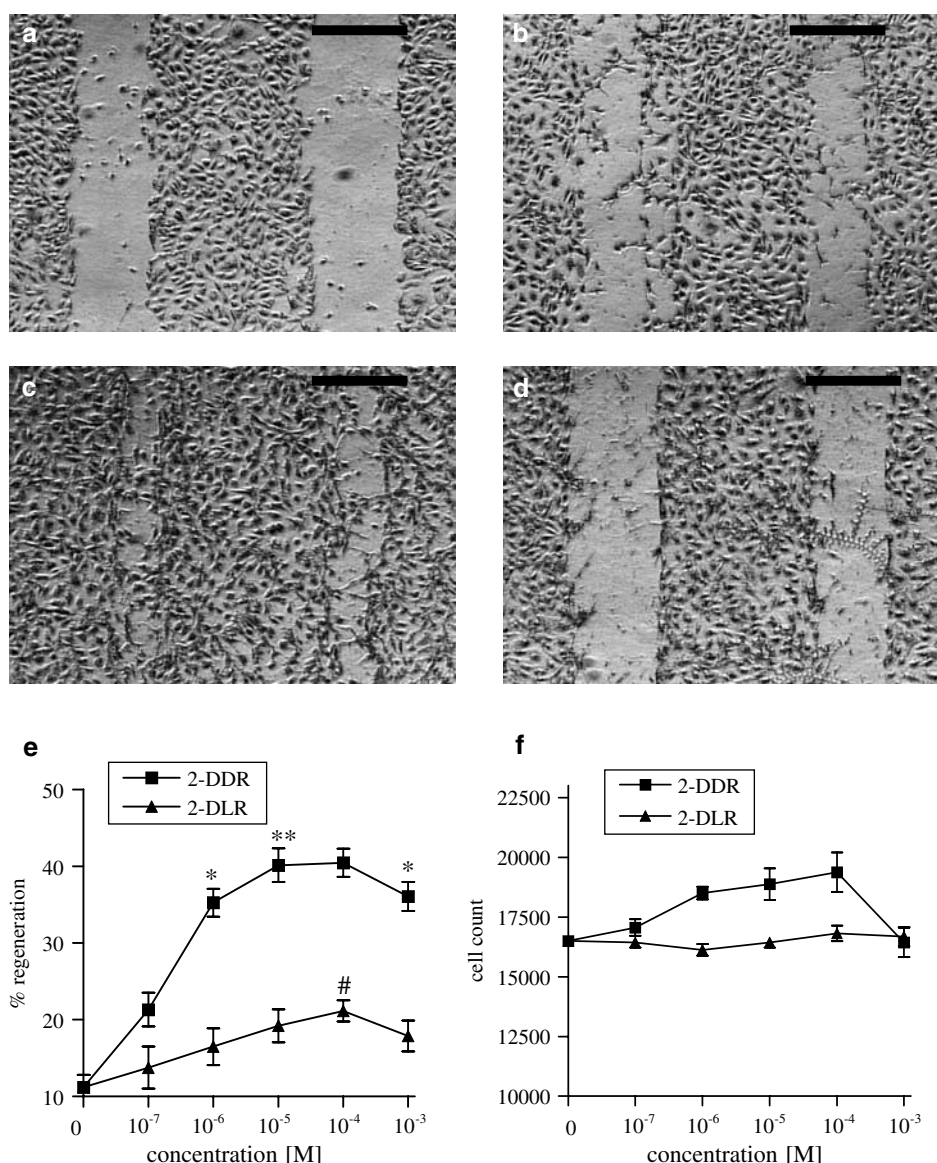 a
b
c
d
e
2-DDR
2-DLR
50
40
30
20
10
% regeneration
*
**
*
#
0
10⁻⁷
10⁻⁶
10⁻⁵
10⁻⁴
10⁻³
concentration [M]
f
2-DDR
2-DLR
22500
20000
17500
15000
12500
10000
cell count
0
10⁻⁷
10⁻⁶
10⁻⁵
10⁻⁴
10⁻³
concentration [M]